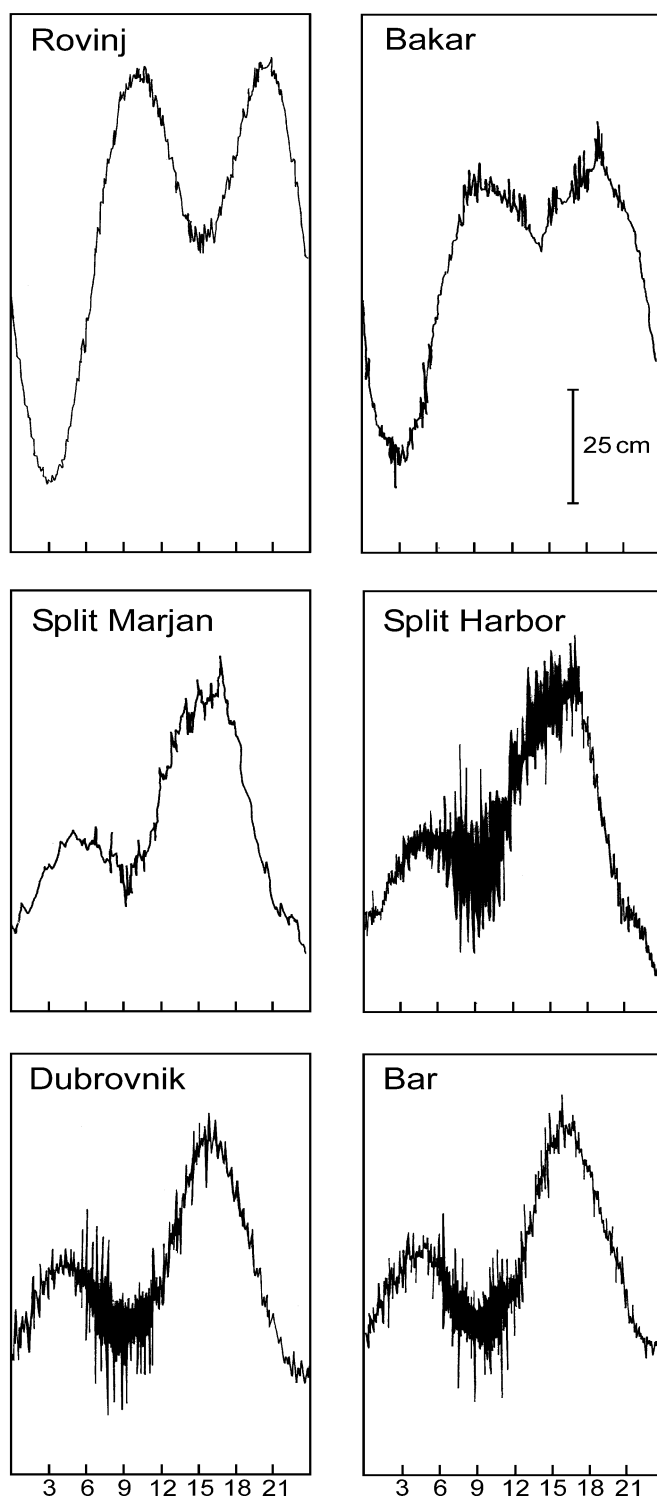 Rovinj
Bakar
25 cm
Split Marjan
Split Harbor
Dubrovnik
Bar
3 6 9 12 15 18 21
3 6 9 12 15 18 21